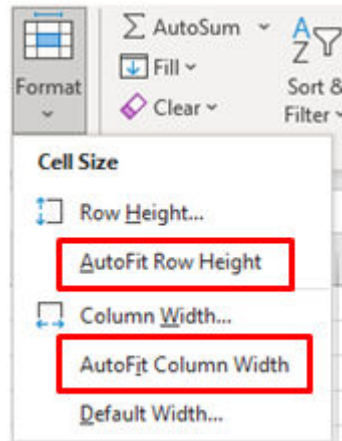 AutoSum
Format
Fill
Clear
Sort &
Filter
Cell Size
Row Height...
AutoFit Row Height
Column Width...
AutoFit Column Width
Default Width...